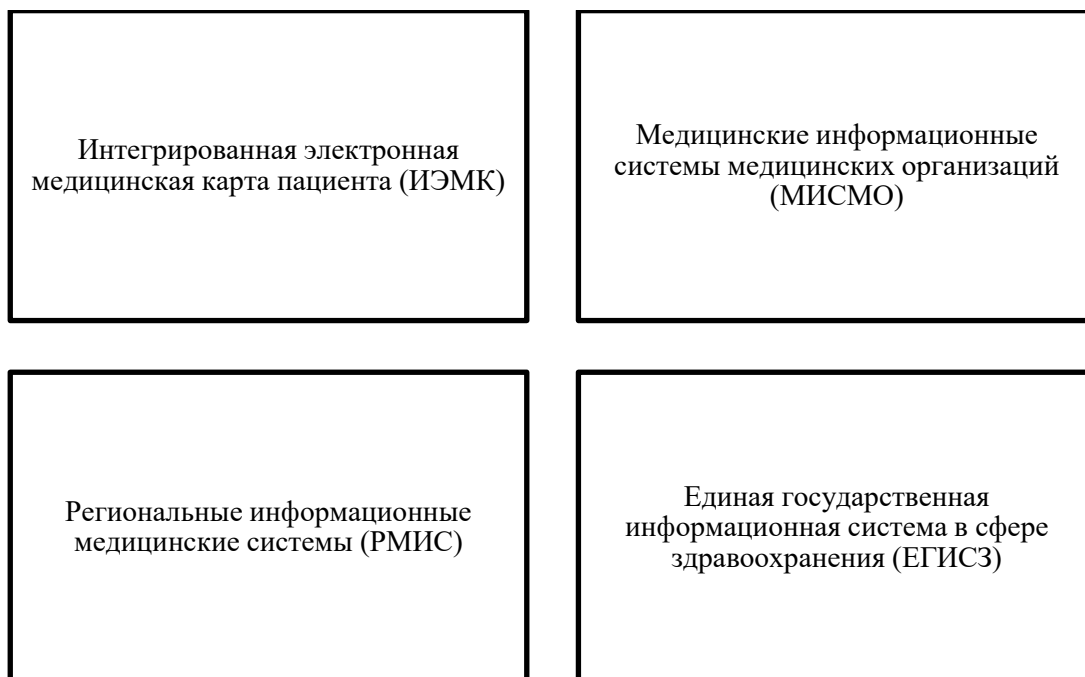 Интегрированная электронная
медицинская карта пациента (ИЭМК)
Медицинские информационные
системы медицинских организаций
(МИСМО)
Региональные информационные
медицинские системы (РМИС)
Единая государственная
информационная система в сфере
здравоохранения (ЕГИСЗ)